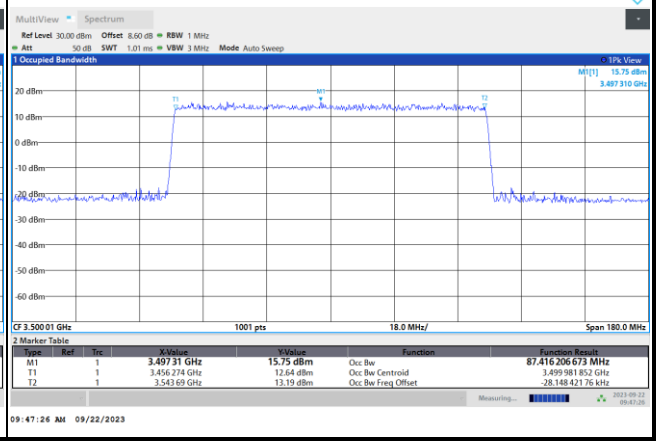 MultiView Spectrum
Ref Level 30.00 dBm Offset 8.60 dB RBW 1 MHz
Att 50 dB SWT 1.01 ms VBW 3 MHz Mode Auto Sweep
1 Occupied Bandwidth 1Pk View
M1[1] 15.75 dBm
3.497 310 GHz
20 dBm
M1
T1
T2
10 dBm
0 dBm
-10 dBm
-20 dBm
-30 dBm
-40 dBm
-50 dBm
-60 dBm
CF 3.500 01 GHz 1001 pts 18.0 MHz/ Span 180.0 MHz
2 Marker Table
Type Ref Trc X-Value Y-Value Function Function Result
M1 1 3.497 31 GHz 15.75 dBm Occ Bw 87.416 206 673 MHz
T1 1 3.456 274 GHz 12.64 dBm Occ Bw Centroid 3.499 981 852 GHz
T2 1 3.543 69 GHz 13.19 dBm Occ Bw Freq Offset -28.148 421 76 kHz
Measuring... 2023-09-22
09:47:26
09:47:26 AM 09/22/2023